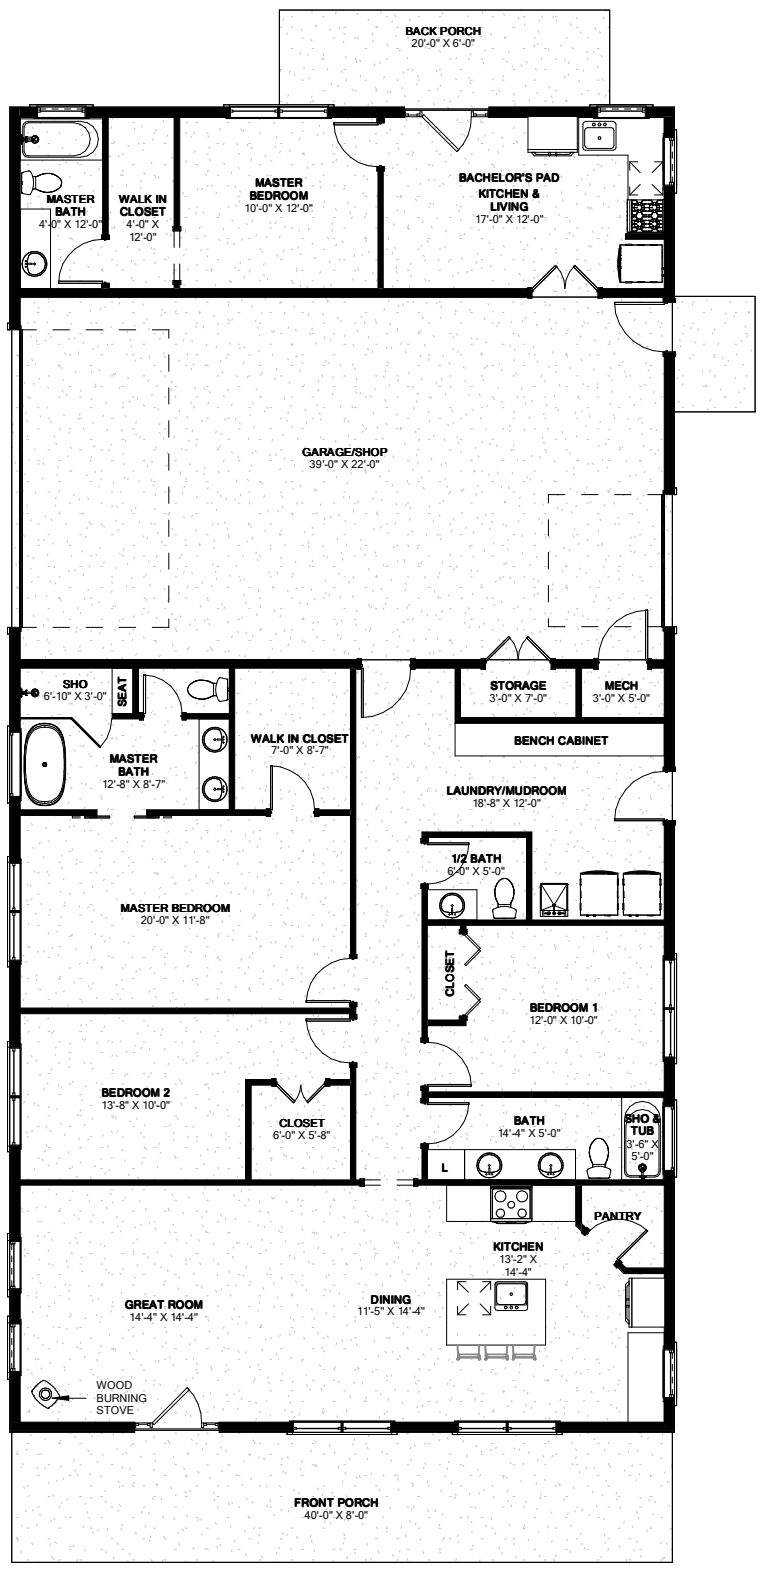 BACK PORCH
20'-0" X 6'-0"
MASTER
BATH
4'-0" X 12'-0"
WALK IN
CLOSET
4'-0" X
12'-0"
MASTER
BEDROOM
10'-0" X 12'-0"
BACHELOR'S PAD
KITCHEN &
LIVING
17'-0" X 12'-0"
GARAGE/SHOP
39'-0" X 22'-0"
SHO
6'-10" X 3'-0"
SEAT
STORAGE
3'-0" X 7'-0"
MECH
3'-0" X 5'-0"
WALK IN CLOSET
7'-0" X 8'-7"
BENCH CABINET
MASTER
BATH
12'-8" X 8'-7"
LAUNDRY/MUDROOM
18'-8" X 12'-0"
1/2 BATH
6'-0" X 5'-0"
MASTER BEDROOM
20'-0" X 11'-8"
CLOSET
BEDROOM 1
12'-0" X 10'-0"
BEDROOM 2
13'-8" X 10'-0"
CLOSET
6'-0" X 5'-8"
BATH
14'-4" X 5'-0"
SHO &
TUB
3'-6" X
5'-0"
L
PANTRY
KITCHEN
13'-2" X
14'-4"
DINING
11'-5" X 14'-4"
GREAT ROOM
14'-4" X 14'-4"
WOOD
BURNING
STOVE
FRONT PORCH
40'-0" X 8'-0"